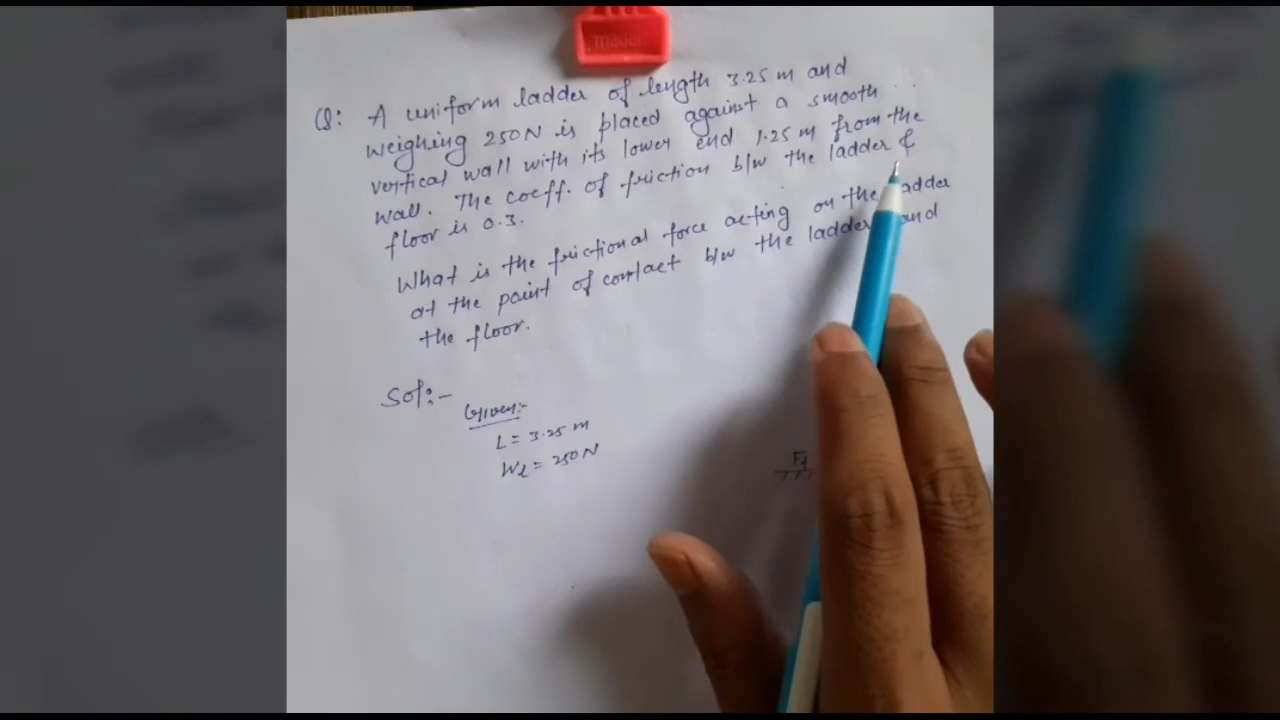 Q: A uniform ladder of length 3.25 m and
weighing 250N is placed against a smooth
vertical wall with its lower end 1.25 m from the
wall. The coeff. of friction b/w the ladder &
floor is 0.3.
What is the frictional force acting on the ladder
at the point of contact b/w the ladder and
the floor.
Sol:-
Given:-
L = 3.25 m
Wl = 250N